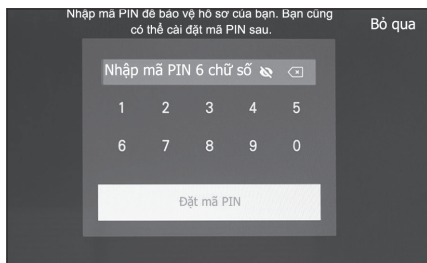 Nhập mã PIN để bảo vệ hồ sơ của bạn. Bạn cũng
có thể cài đặt mã PIN sau.
Bỏ qua
Nhập mã PIN 6 chữ số
1 2 3 4 5
6 7 8 9 0
Đặt mã PIN